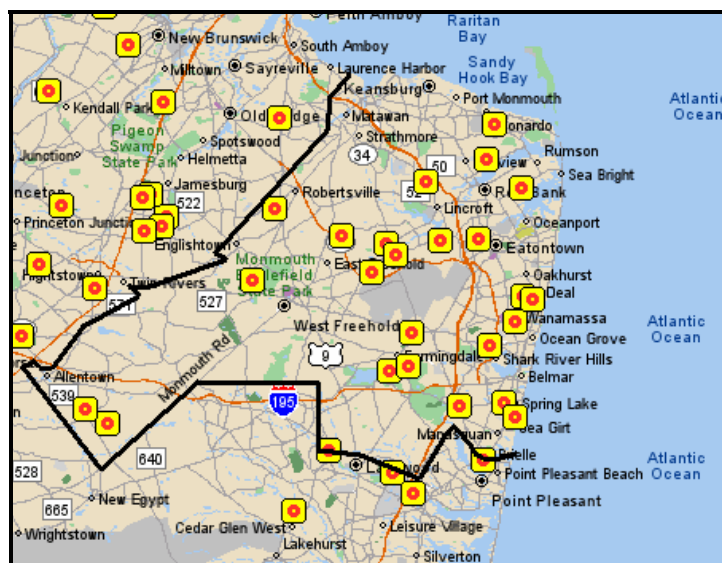 Perth Amboy
Raritan
Bay
New Brunswick
South Amboy
Sandy
Hook Bay
Milltown
Sayreville
Laurence Harbor
Keansburg
Kendall Park
Port Monmouth
Atlantic
Ocean
Matawan
Pigeon
Swamp
State Park
Spotswood
Strathmore
Junction
Helmetta
34
50
Rumson
Sea Bright
Jamesburg
522
Robertsville
Princeton Junction
Lincroft
Oceanport
Englishtown
Eatontown
Monmouth
Battlefield
State Park
Hightstown
Twin Rivers
Oakhurst
Deal
571
527
Wanamassa
Atlantic
Ocean
West Freehold
Ocean Grove
9
Farmingdale
Shark River Hills
Monmouth Rd
Allentown
Belmar
539
195
Spring Lake
Manasquan
Sea Girt
Brielle
640
Atlantic
Ocean
528
Point Pleasant Beach
New Egypt
Point Pleasant
665
Cedar Glen West
Leisure Village
Wrightstown
Lakehurst
Silverton